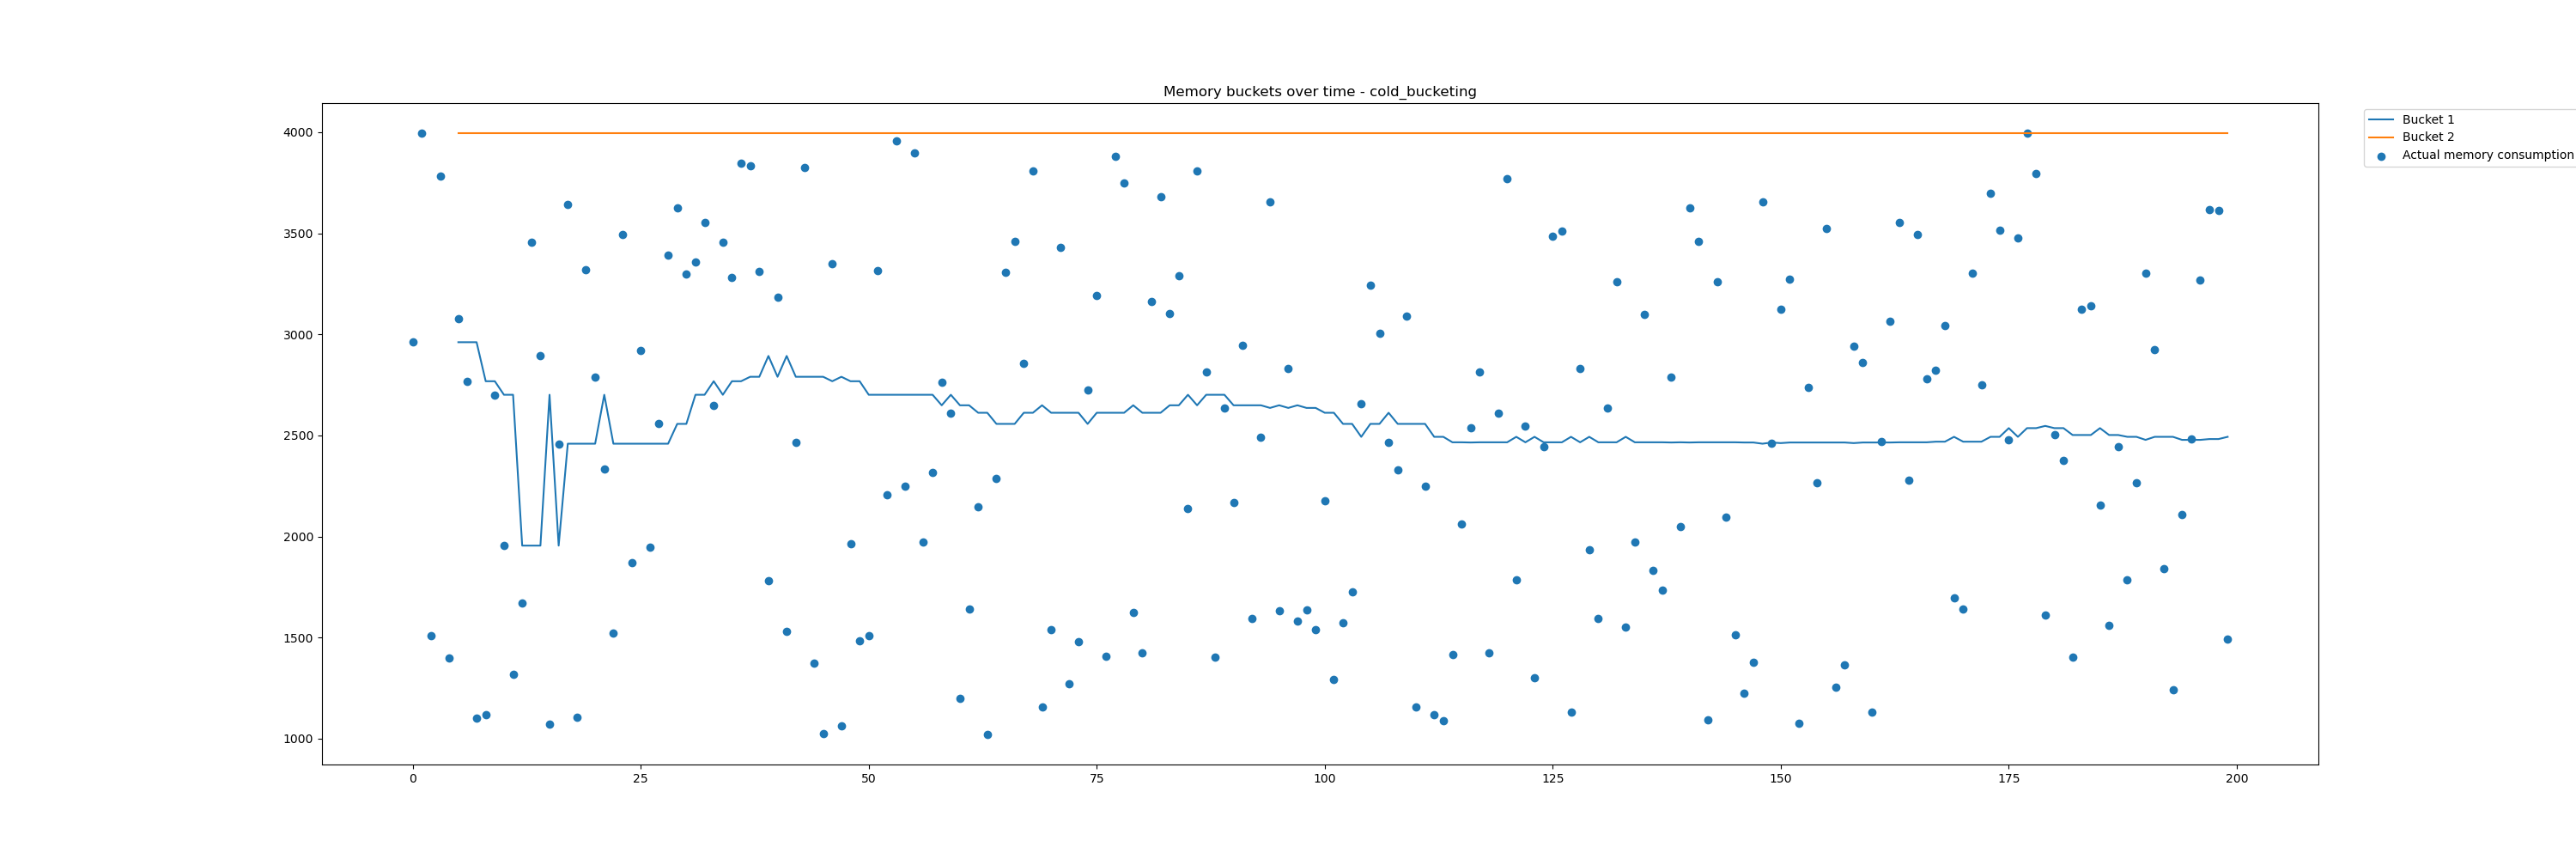 Memory buckets over time - cold_bucketing
Bucket 1
Bucket 2
Actual memory consumption
4000
3500
3000
2500
2000
1500
1000
0 25 50 75 100 125 150 175 200